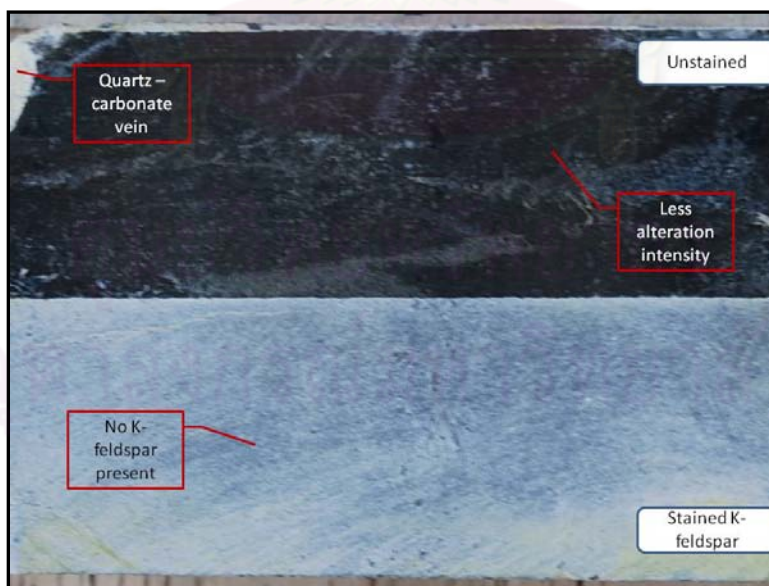 Quartz –
carbonate
vein
Unstained
Less
alteration
intensity
No K-
feldspar
present
Stained K-
feldspar